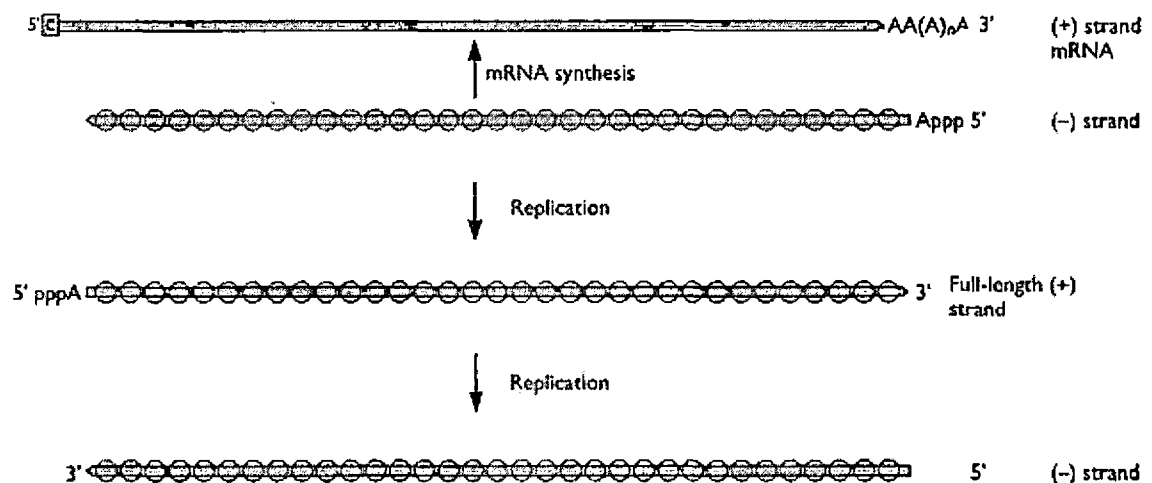 5' C AA(A)nA 3' (+) strand
mRNA
mRNA synthesis
Appp 5' (–) strand
Replication
5' pppA 3' Full-length (+)
strand
Replication
3' 5' (–) strand